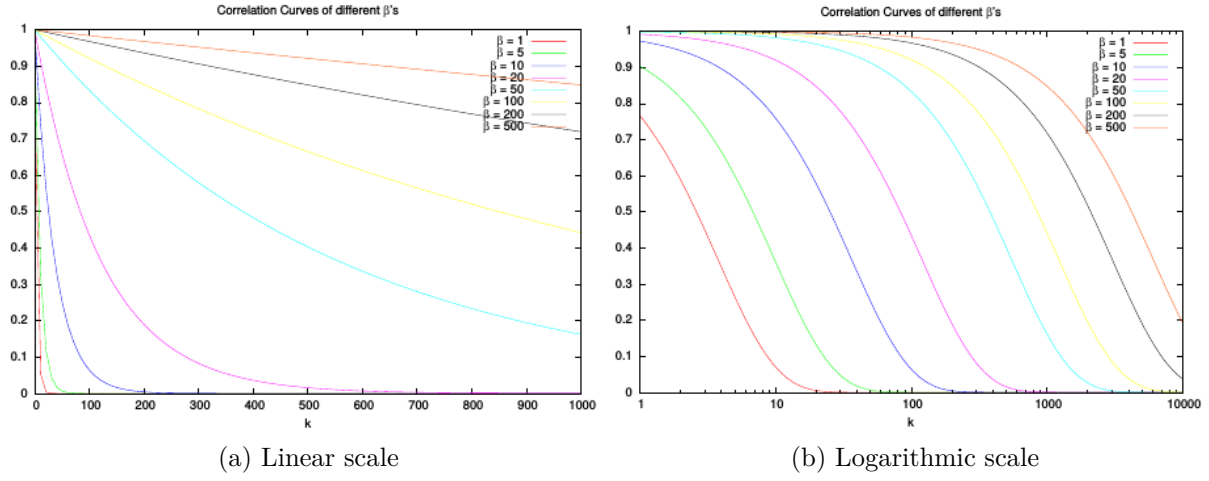 Correlation Curves of different β's
1
0.9
0.8
0.7
0.6
0.5
0.4
0.3
0.2
0.1
0
β = 1
β = 5
β = 10
β = 20
β = 50
β = 100
β = 200
β = 500
0 100 200 300 400 500 600 700 800 900 1000
k
(a) Linear scale
Correlation Curves of different β's
1
0.9
0.8
0.7
0.6
0.5
0.4
0.3
0.2
0.1
0
β = 1
β = 5
β = 10
β = 20
β = 50
β = 100
β = 200
β = 500
1 10 100 1000 10000
k
(b) Logarithmic scale